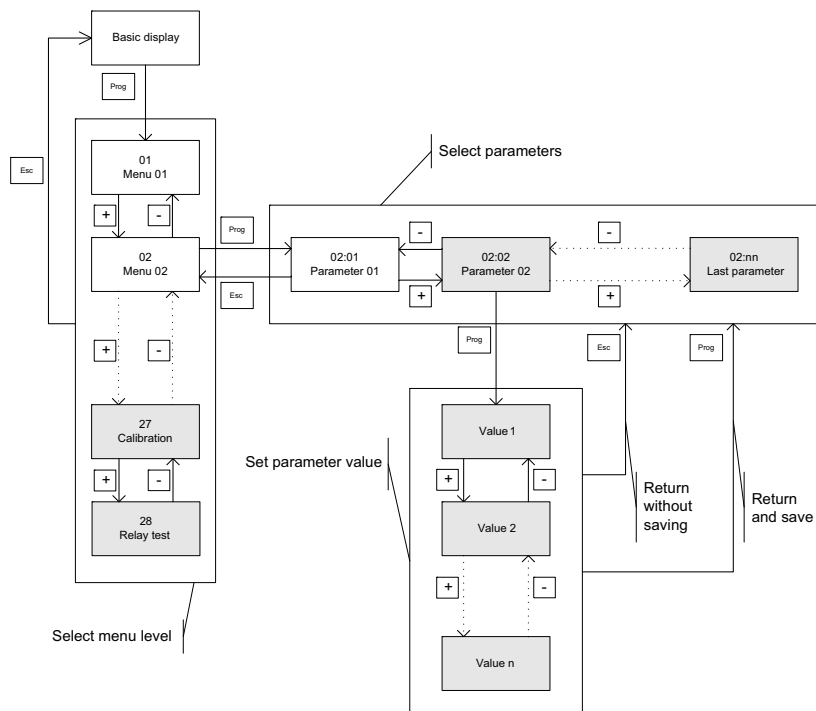 Basic display
Prog
Esc
01
Menu 01
+
-
02
Menu 02
+
-
27
Calibration
+
-
28
Relay test
Select menu level
Prog
Esc
Select parameters
02:01
Parameter 01
-
+
02:02
Parameter 02
-
+
02:nn
Last parameter
Prog
Esc
Prog
Set parameter value
Value 1
+
-
Value 2
+
-
Value n
Return
without
saving
Return
and save